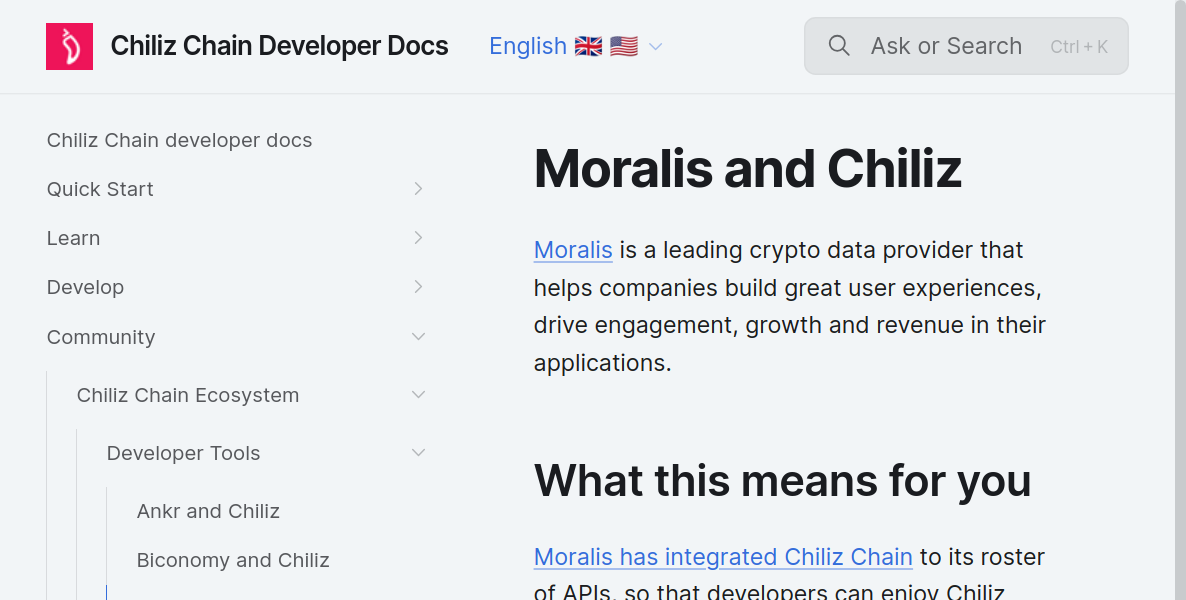 Chiliz Chain Developer Docs
English 🇬🇧 🇺🇸
Ask or Search Ctrl + K
Chiliz Chain developer docs
Quick Start
Learn
Develop
Community
Chiliz Chain Ecosystem
Developer Tools
Ankr and Chiliz
Biconomy and Chiliz
Moralis and Chiliz
Moralis is a leading crypto data provider that
helps companies build great user experiences,
drive engagement, growth and revenue in their
applications.
What this means for you
Moralis has integrated Chiliz Chain to its roster
of APIs, so that developers can enjoy Chiliz